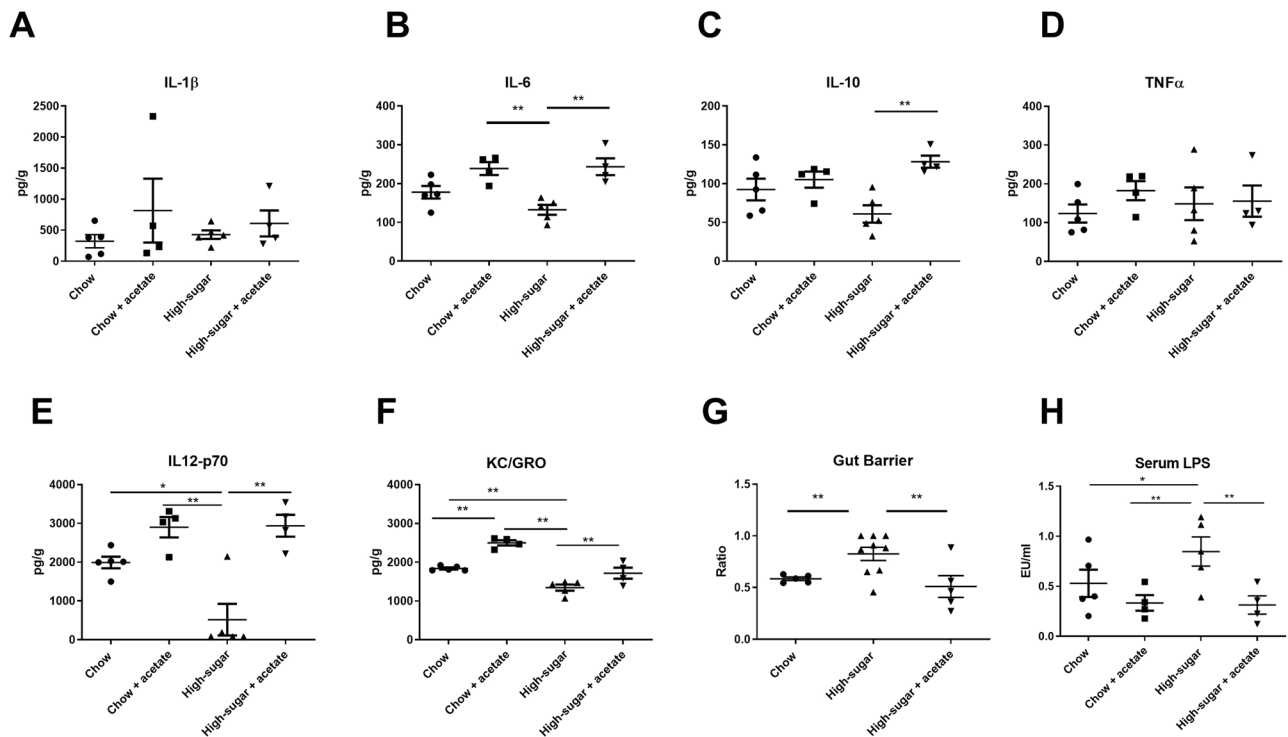 A
B
C
D
IL-1β
IL-6
IL-10
TNFα
pg/g
2500
2000
1500
1000
500
0
Chow
Chow + acetate
High-sugar
High-sugar + acetate
pg/g
400
300
200
100
0
**
**
Chow
Chow + acetate
High-sugar
High-sugar + acetate
pg/g
200
150
100
50
0
**
Chow
Chow + acetate
High-sugar
High-sugar + acetate
pg/g
400
300
200
100
0
Chow
Chow + acetate
High-sugar
High-sugar + acetate
E
F
G
H
IL12-p70
KC/GRO
Gut Barrier
Serum LPS
pg/g
4000
3000
2000
1000
0
*
**
**
Chow
Chow + acetate
High-sugar
High-sugar + acetate
pg/g
4000
3000
2000
1000
0
**
**
**
**
Chow
Chow + acetate
High-sugar
High-sugar + acetate
Ratio
1.5
1.0
0.5
0.0
**
**
Chow
High-sugar
High-sugar + acetate
EU/ml
1.5
1.0
0.5
0.0
*
**
**
Chow
Chow + acetate
High-sugar
High-sugar + acetate